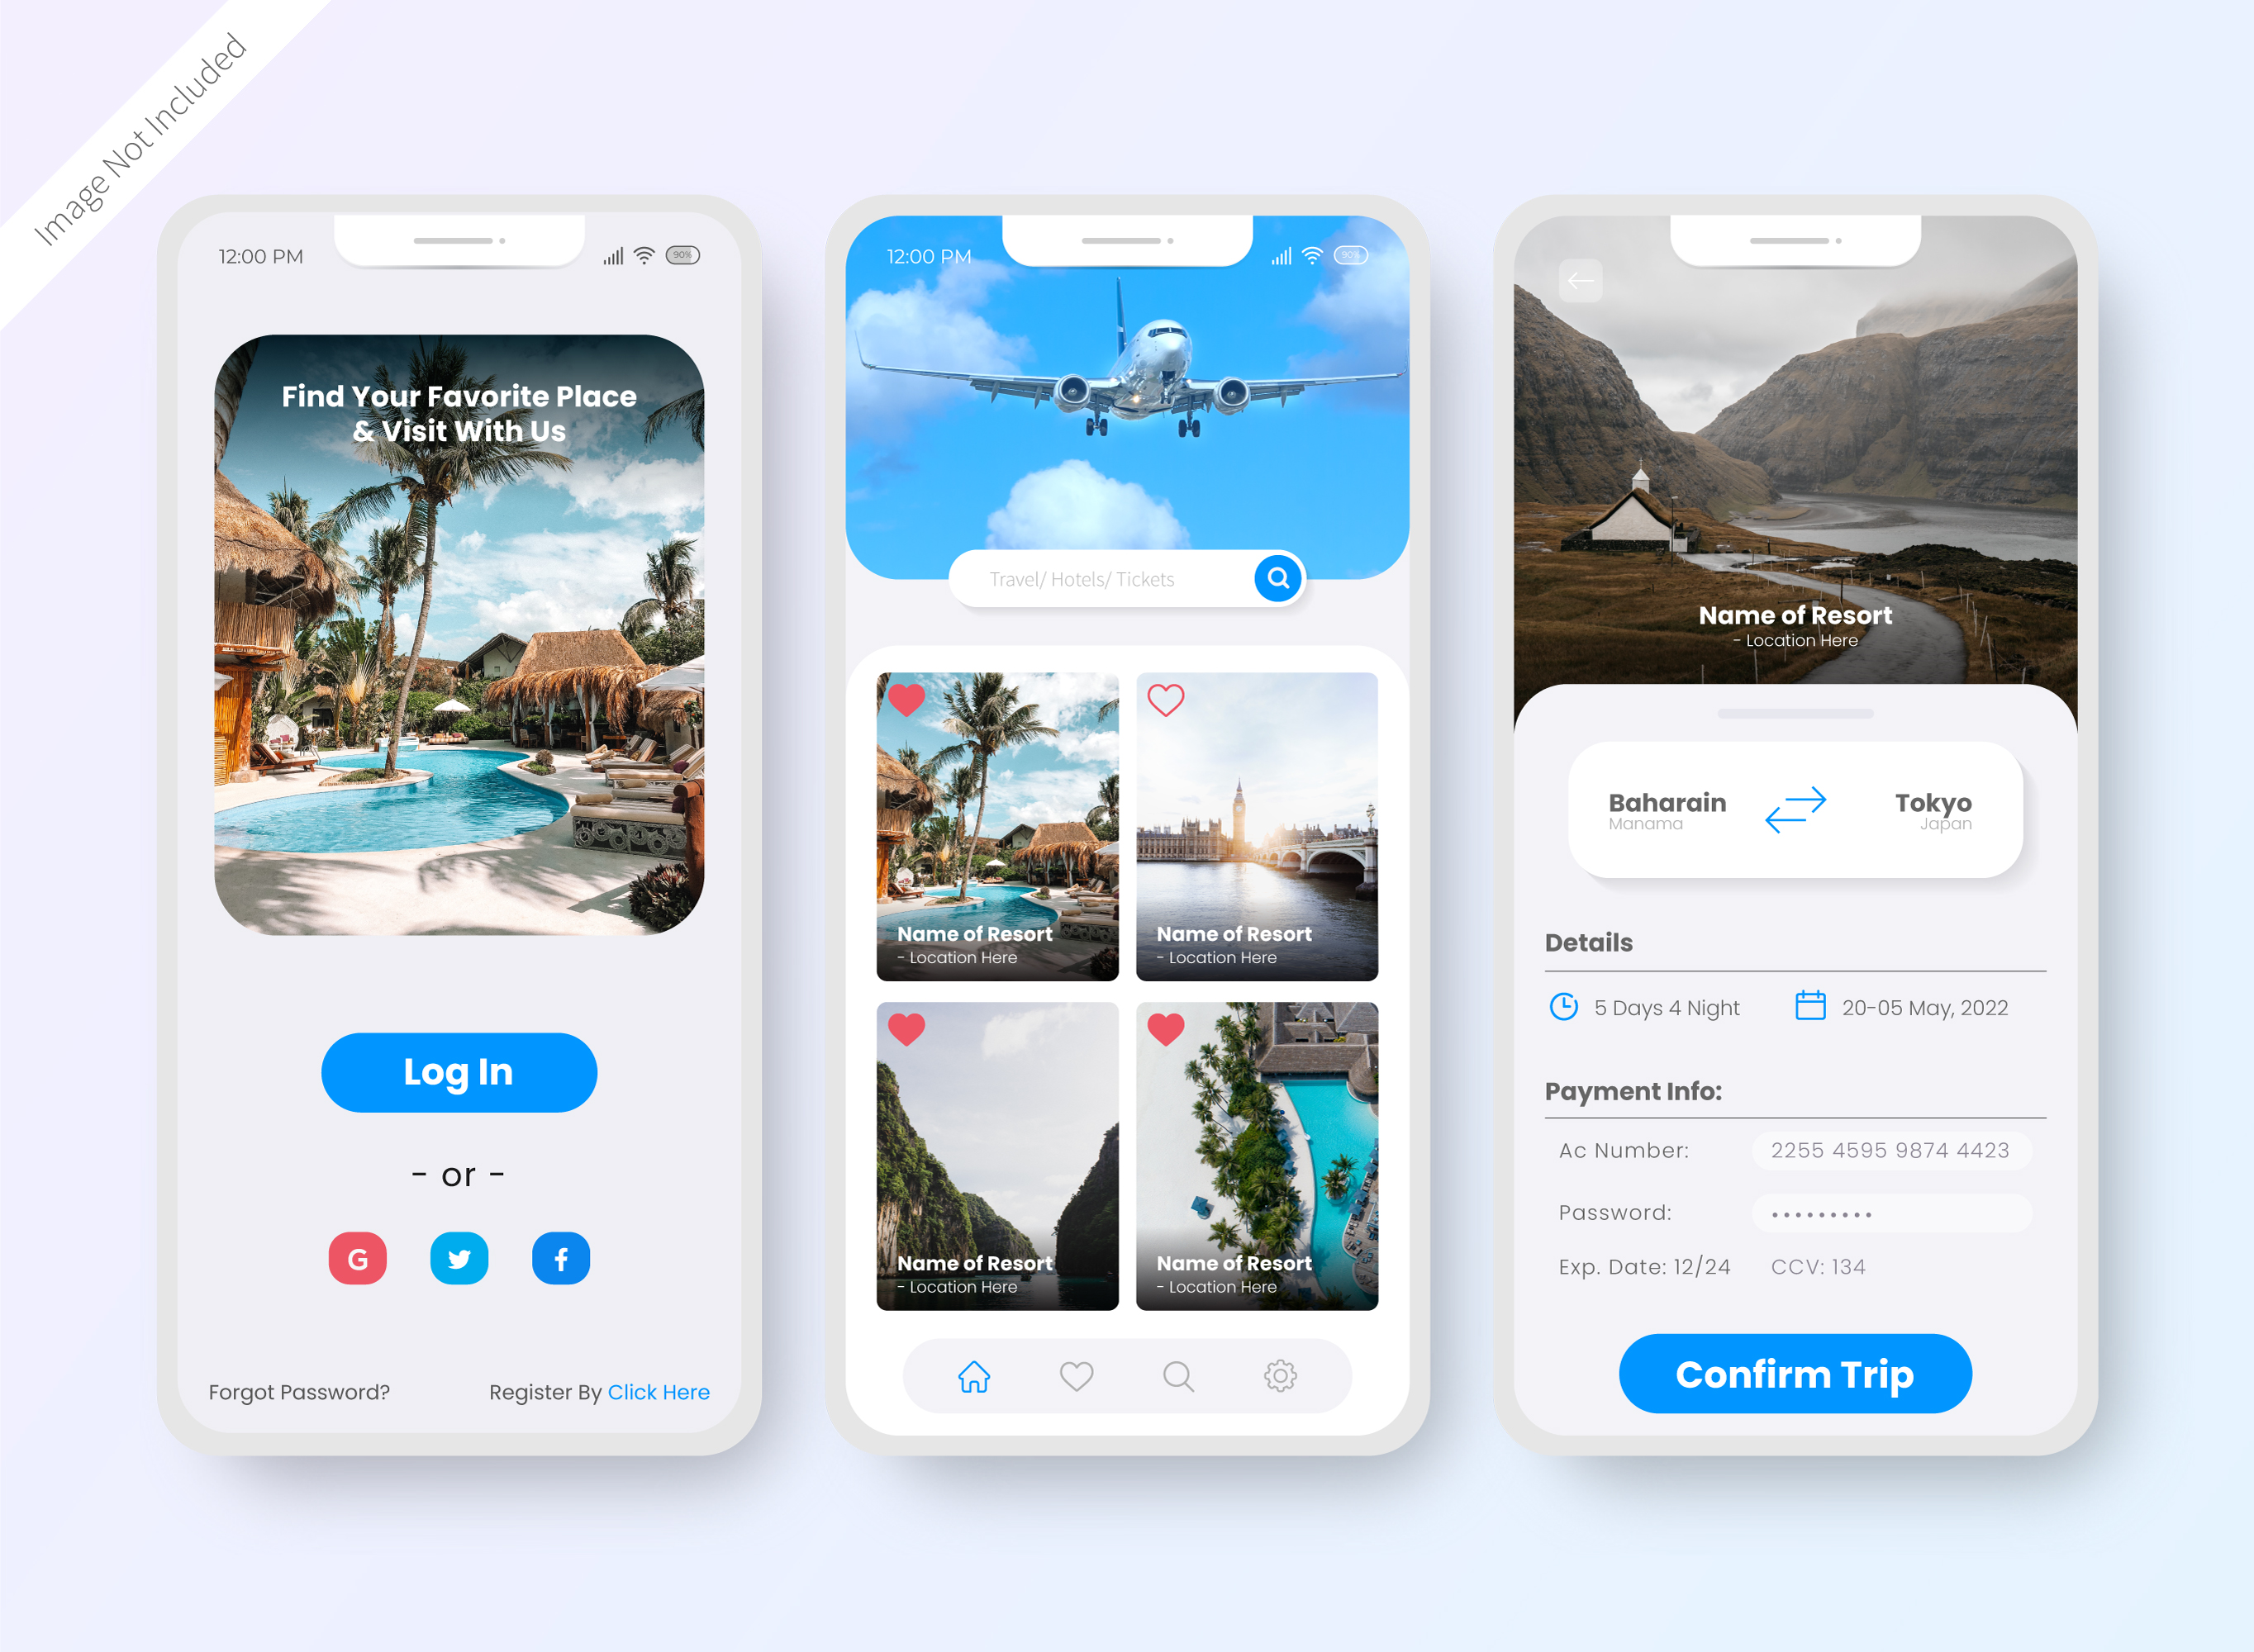 Image Not Included
12:00 PM
90%
Find Your Favorite Place
& Visit With Us
Log In
- or -
G
f
Forgot Password?
Register By Click Here
12:00 PM
90%
Travel/ Hotels/ Tickets
Name of Resort
- Location Here
Name of Resort
- Location Here
Name of Resort
- Location Here
Name of Resort
- Location Here
Name of Resort
- Location Here
Baharain
Manama
Tokyo
Japan
Details
5 Days 4 Night
20-05 May, 2022
Payment Info:
Ac Number: 2255 4595 9874 4423
Password: •••••••••
Exp. Date: 12/24 CCV: 134
Confirm Trip